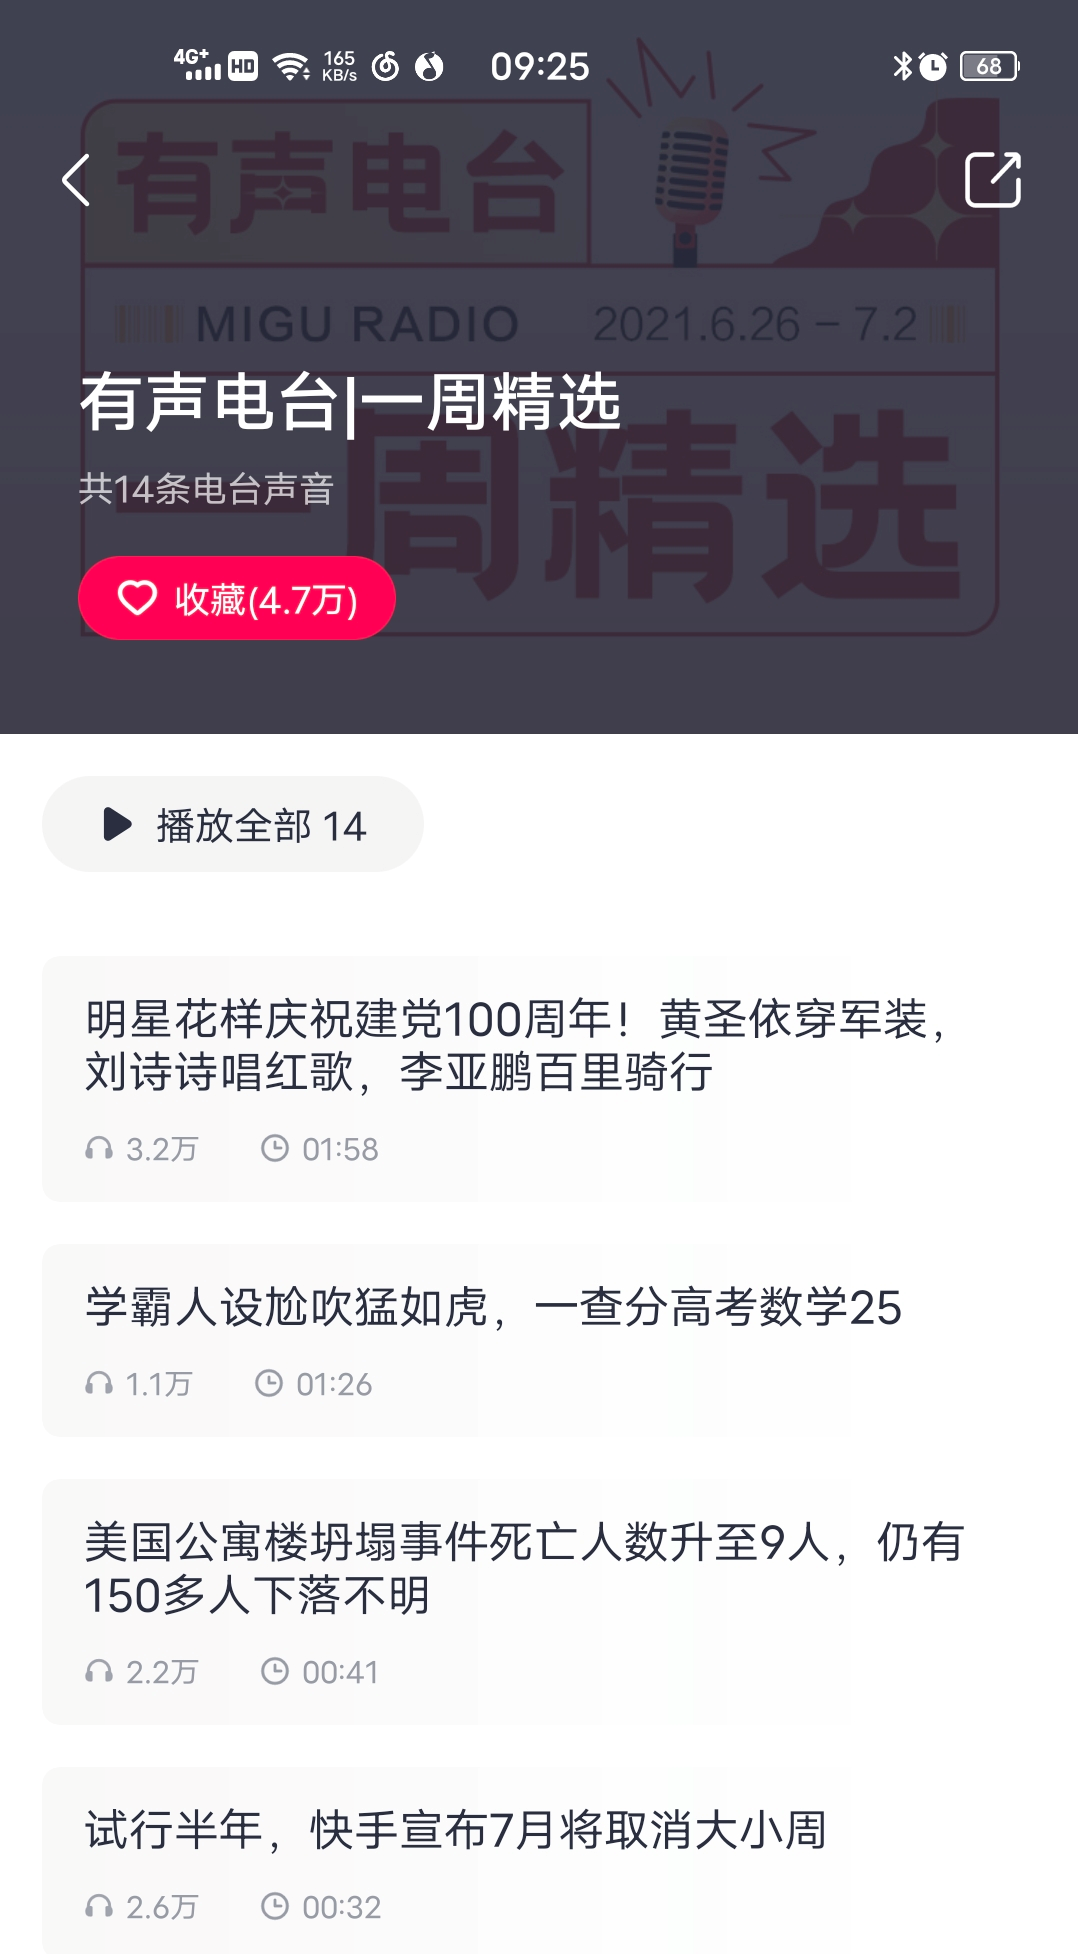 4G+ HD 165 KB/s 09:25 68
有声电台
MIGU RADIO 2021.6.26 – 7.2
有声电台|一周精选
一周精选
共14条电台声音
收藏(4.7万)
播放全部 14
明星花样庆祝建党100周年！黄圣依穿军装，
刘诗诗唱红歌，李亚鹏百里骑行
3.2万 01:58
学霸人设尬吹猛如虎，一查分高考数学25
1.1万 01:26
美国公寓楼坍塌事件死亡人数升至9人，仍有
150多人下落不明
2.2万 00:41
试行半年，快手宣布7月将取消大小周
2.6万 00:32